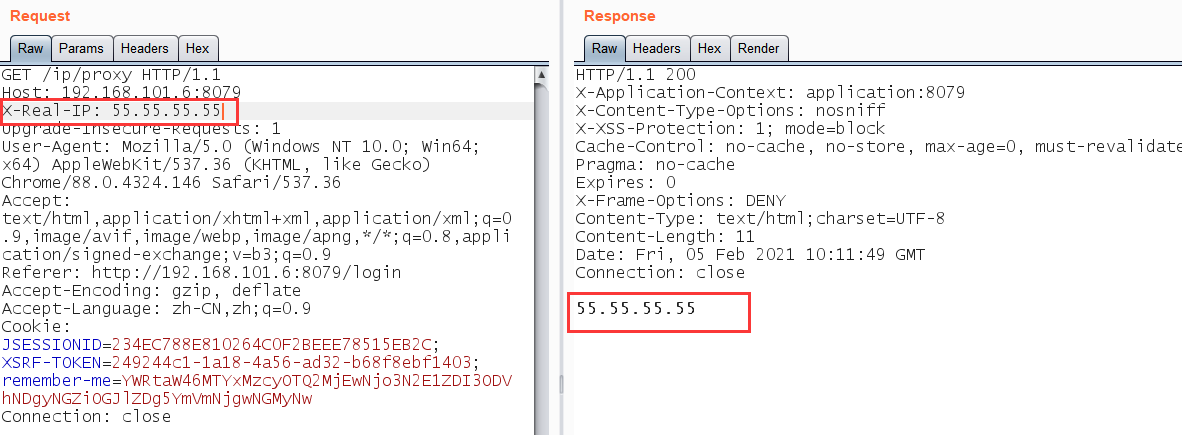 Request
Raw Params Headers Hex
GET /ip/proxy HTTP/1.1
Host: 192.168.101.6:8079
X-Real-IP: 55.55.55.55
Upgrade-Insecure-Requests: 1
User-Agent: Mozilla/5.0 (Windows NT 10.0; Win64;
x64) AppleWebKit/537.36 (KHTML, like Gecko)
Chrome/88.0.4324.146 Safari/537.36
Accept:
text/html,application/xhtml+xml,application/xml;q=0
.9,image/avif,image/webp,image/apng,*/*;q=0.8,appli
cation/signed-exchange;v=b3;q=0.9
Referer: http://192.168.101.6:8079/login
Accept-Encoding: gzip, deflate
Accept-Language: zh-CN,zh;q=0.9
Cookie:
JSESSIONID=234EC788E810264C0F2BEEE78515EB2C;
XSRF-TOKEN=249244c1-1a18-4a56-ad32-b68f8ebf1403;
remember-me=YWRtaW46MTYxMzcyOTQ2MjEwNjo3N2E1ZDI3ODV
hNDgyNGZiOGJlZDg5YmVmNjgwNGMyNw
Connection: close
Response
Raw Headers Hex Render
HTTP/1.1 200
X-Application-Context: application:8079
X-Content-Type-Options: nosniff
X-XSS-Protection: 1; mode=block
Cache-Control: no-cache, no-store, max-age=0, must-revalidate
Pragma: no-cache
Expires: 0
X-Frame-Options: DENY
Content-Type: text/html;charset=UTF-8
Content-Length: 11
Date: Fri, 05 Feb 2021 10:11:49 GMT
Connection: close
55.55.55.55